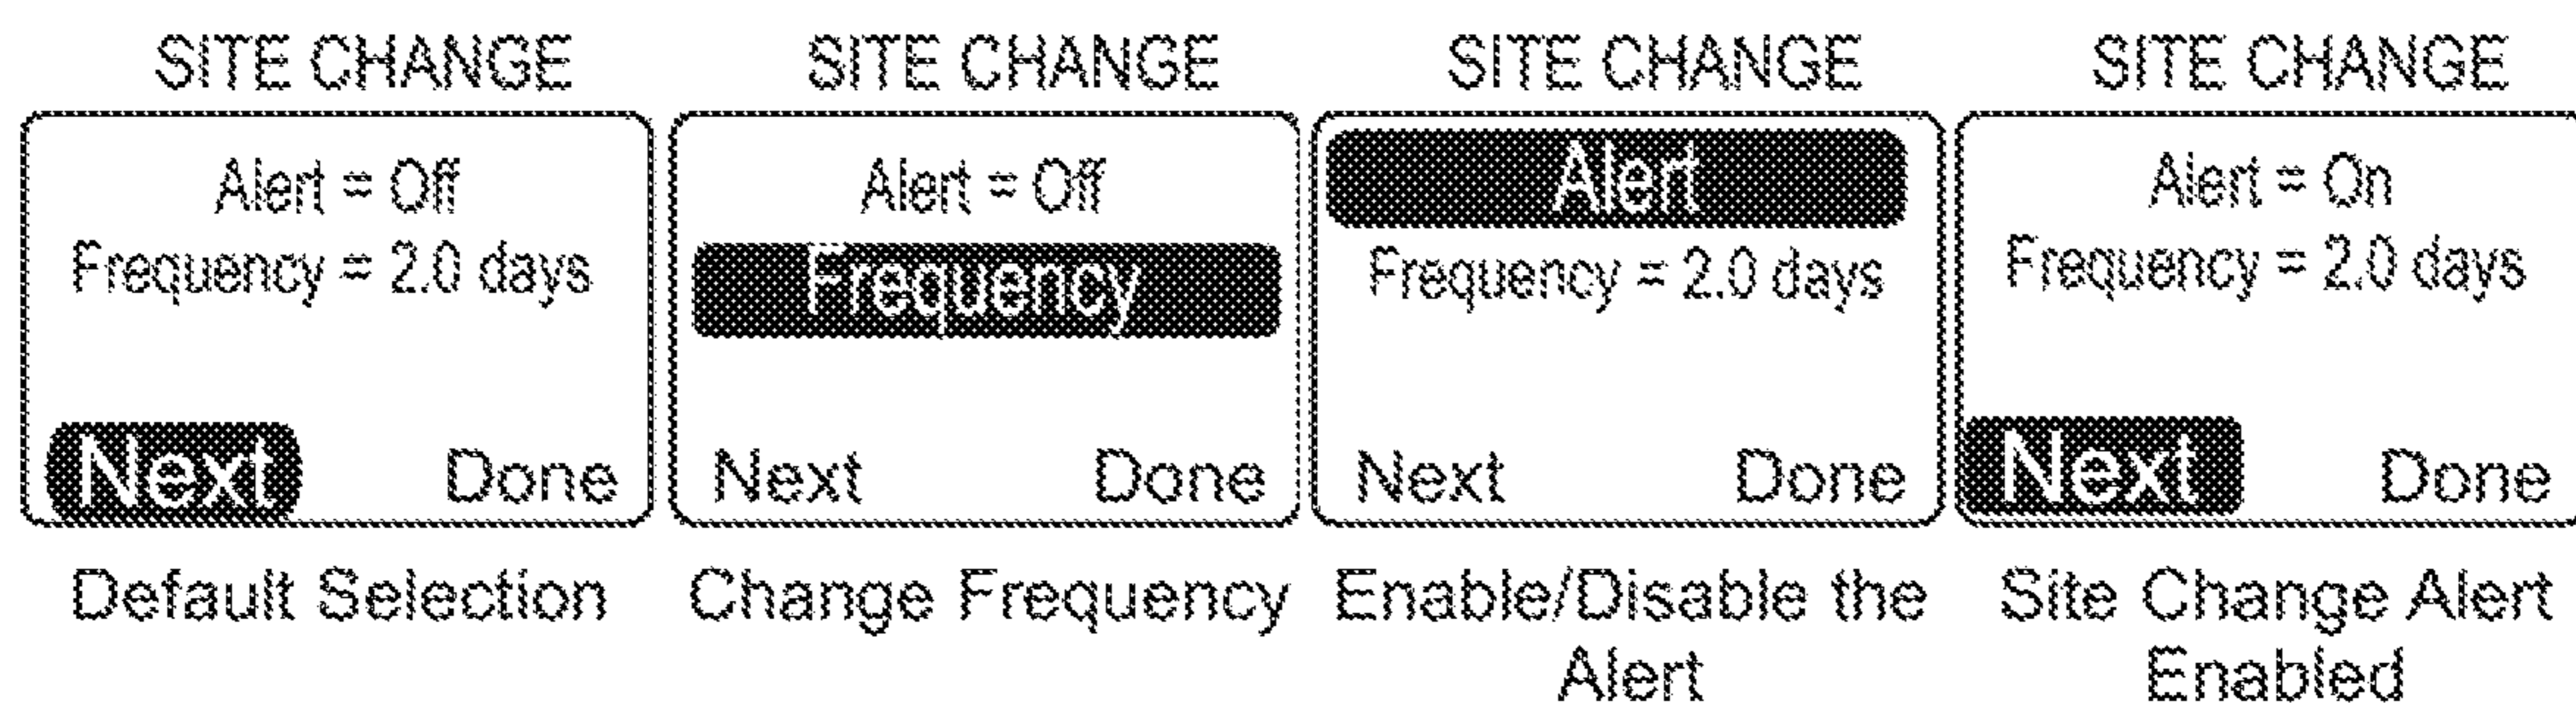 SITE CHANGE
Alert = Off
Frequency = 2.0 days
Next Done
Default Selection
SITE CHANGE
Alert = Off
Frequency
Next Done
Change Frequency
SITE CHANGE
Alert
Frequency = 2.0 days
Next Done
Enable/Disable the
Alert
SITE CHANGE
Alert = On
Frequency = 2.0 days
Next Done
Site Change Alert
Enabled